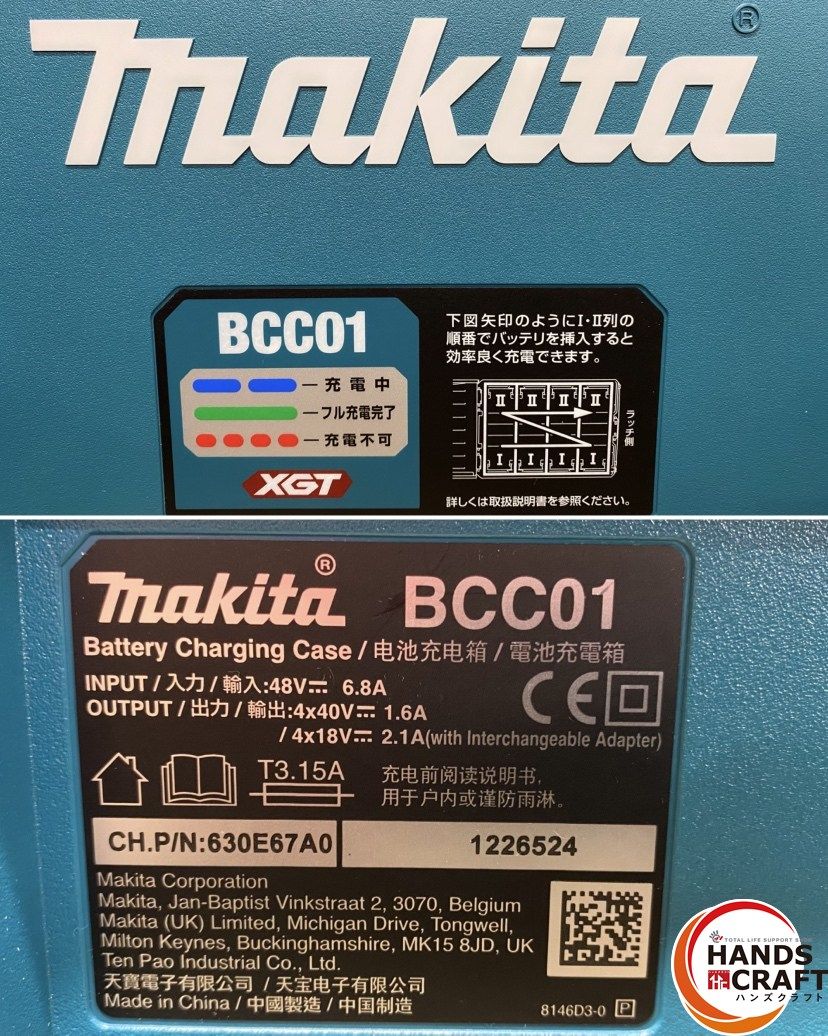 makita®
BCC01
充電中
フル充電完了
充電不可
XGT
下図矢印のようにI・II列の
順番でバッテリを挿入すると
効率良く充電できます。
II II II II
I I I I
ラッチ側
詳しくは取扱説明書を参照ください。
makita® BCC01
Battery Charging Case / 电池充电箱 / 電池充電箱
INPUT / 入力 / 輸入:48V⎓ 6.8A
OUTPUT / 出力 / 輸出:4x40V⎓ 1.6A
/ 4x18V⎓ 2.1A(with Interchangeable Adapter)
CE
T3.15A
充电前阅读说明书,
用于户内或谨防雨淋。
CH.P/N:630E67A0
1226524
Makita Corporation
Makita, Jan-Baptist Vinkstraat 2, 3070, Belgium
Makita (UK) Limited, Michigan Drive, Tongwell,
Milton Keynes, Buckinghamshire, MK15 8JD, UK
Ten Pao Industrial Co., Ltd.
天寶電子有限公司 / 天宝电子有限公司
Made in China / 中國製造 / 中国制造
8146D3-0 P
TOTAL LIFE SUPPORT
HANDS
CRAFT
ハンズクラフト